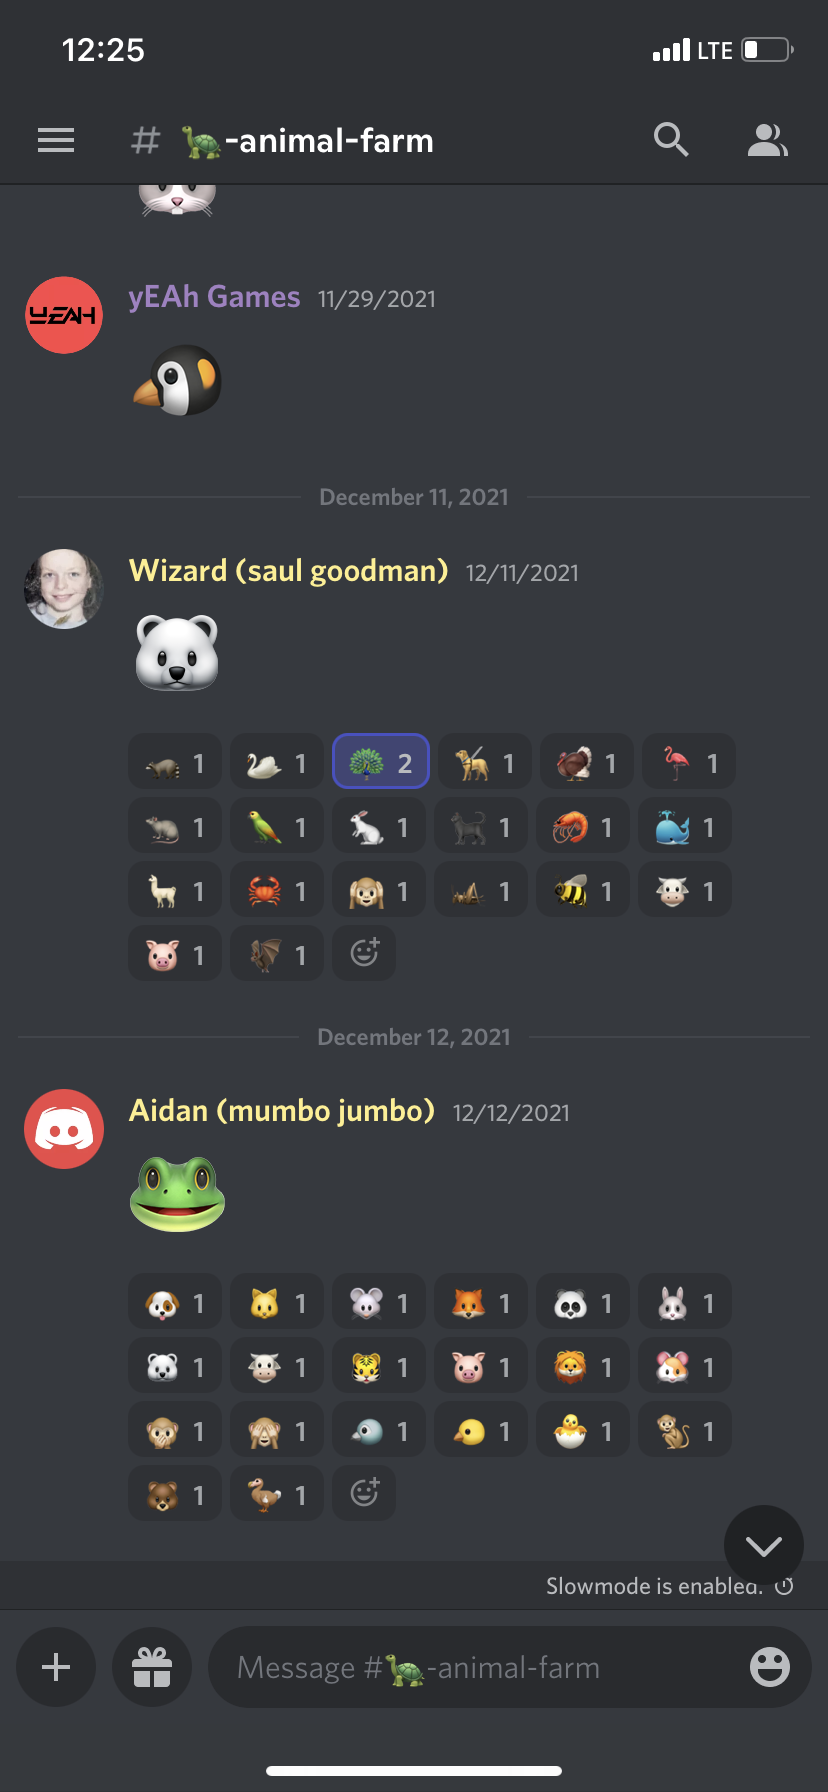 12:25 LTE
# 🐢-animal-farm
YEAH
yEAh Games 11/29/2021
December 11, 2021
Wizard (saul goodman) 12/11/2021
1 1 2 1 1 1
1 1 1 1 1 1
1 1 1 1 1 1
1 1
December 12, 2021
Aidan (mumbo jumbo) 12/12/2021
1 1 1 1 1 1
1 1 1 1 1 1
1 1 1 1 1 1
1 1
Slowmode is enabled.
Message #🐢-animal-farm